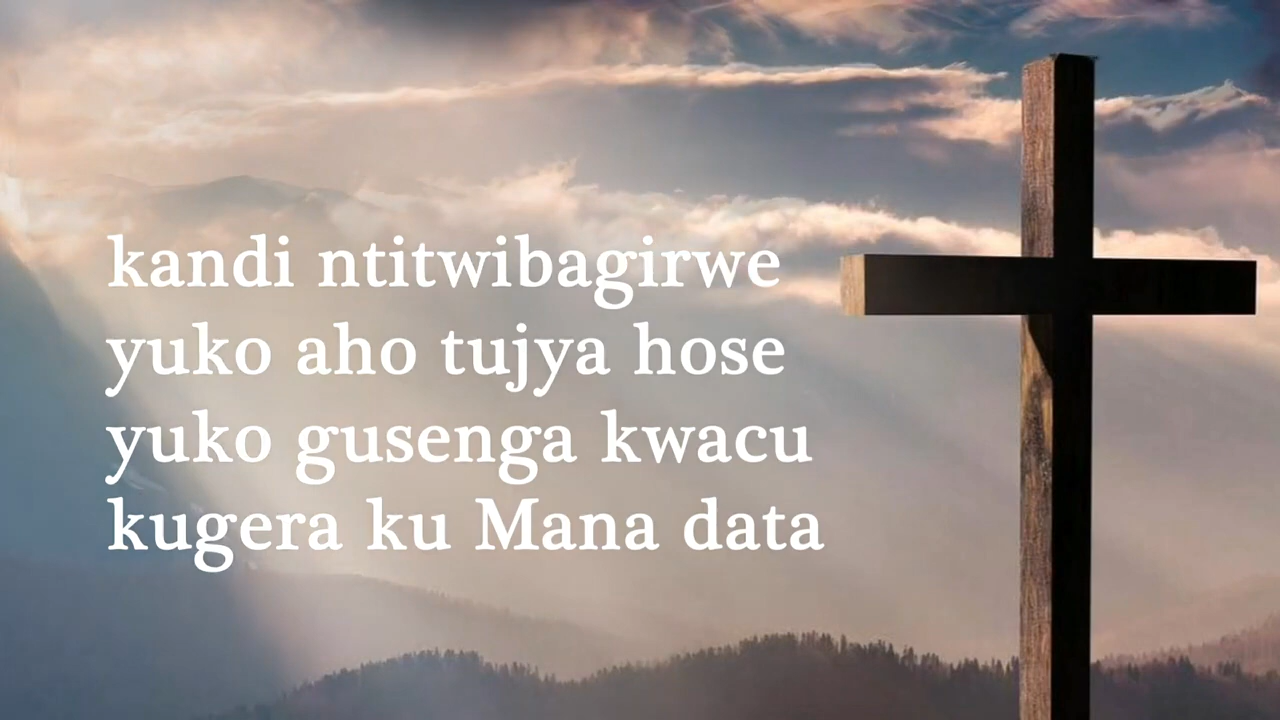 kandi ntitwibagirwe
yuko aho tujya hose
yuko gusenga kwacu
kugera ku Mana data